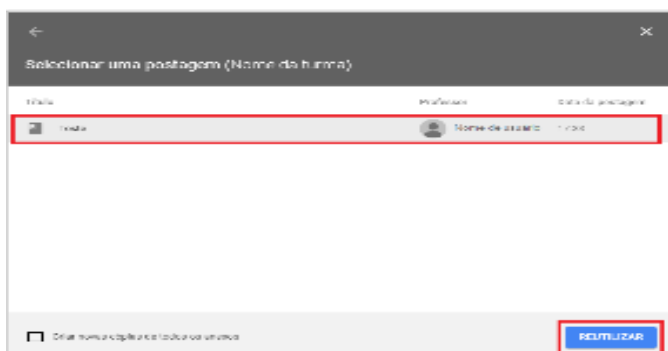 Selecionar uma postagem (Nome da turma)
Título Professor Data da postagem
Nome de usuário
Criar novas cópias de todos os anexos
REUTILIZAR